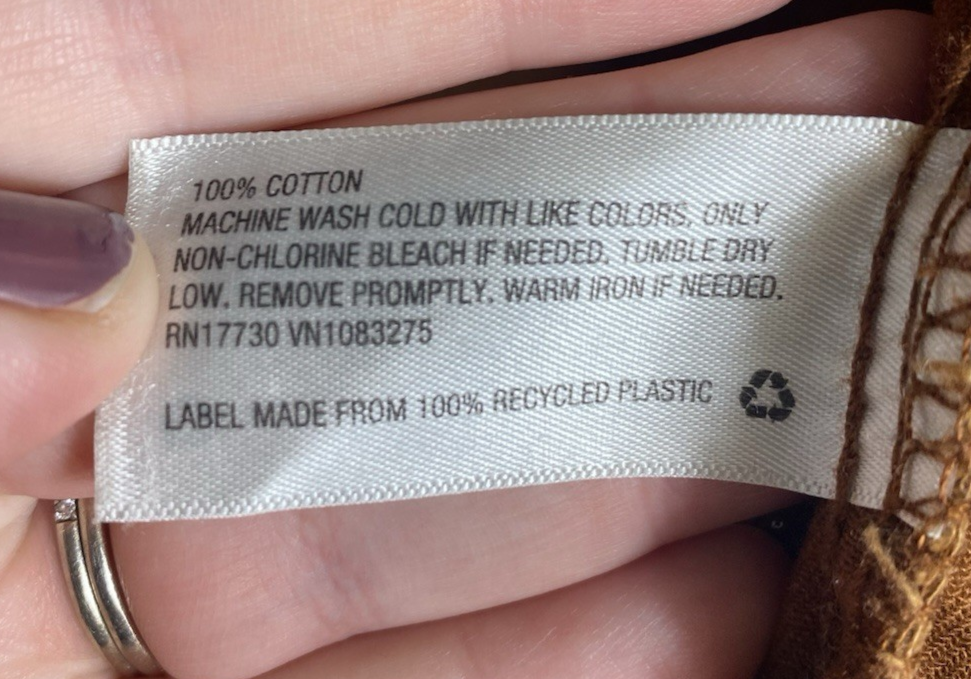 100% COTTON
MACHINE WASH COLD WITH LIKE COLORS. ONLY
NON-CHLORINE BLEACH IF NEEDED. TUMBLE DRY
LOW. REMOVE PROMPTLY. WARM IRON IF NEEDED.
RN17730 VN1083275
LABEL MADE FROM 100% RECYCLED PLASTIC